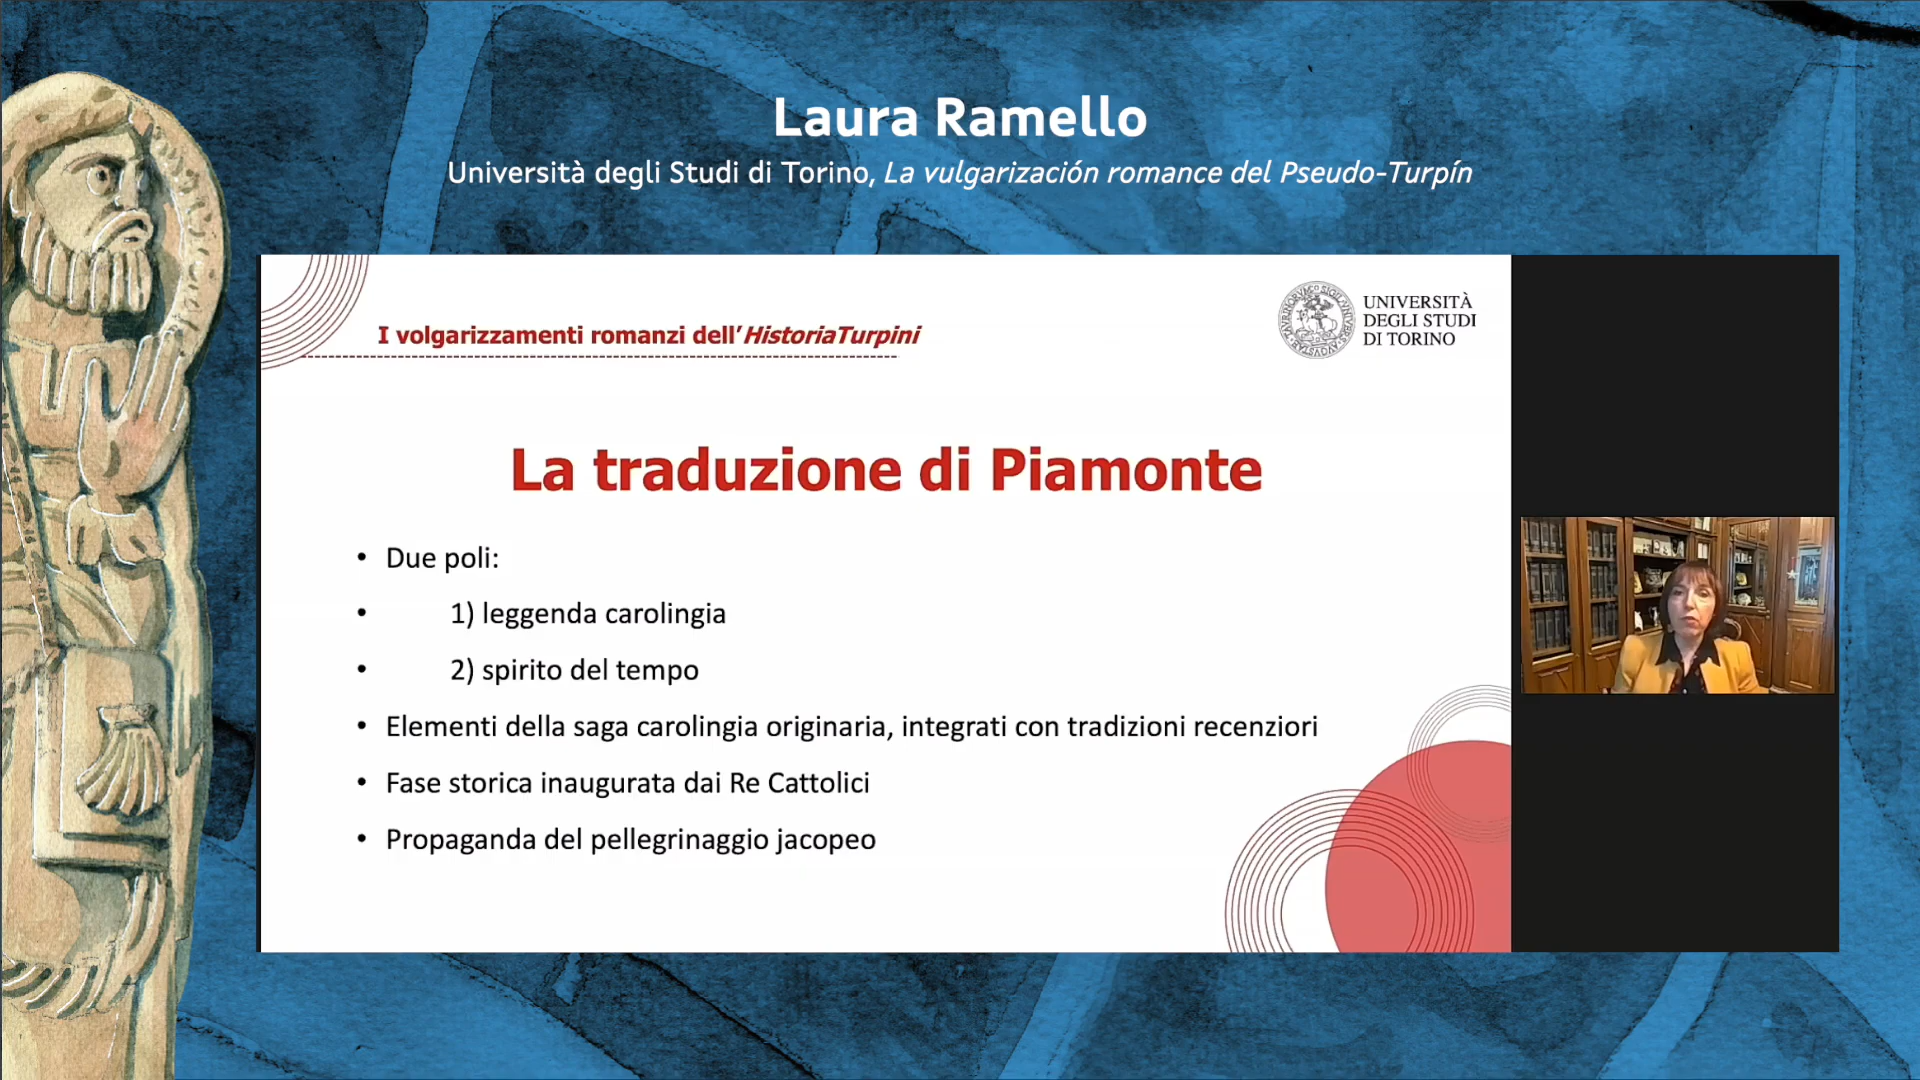 Laura Ramello
Università degli Studi di Torino, La vulgarización romance del Pseudo-Turpín
I volgarizzamenti romanzi dell'HistoriaTurpini
UNIVERSITÀ
DEGLI STUDI
DI TORINO
La traduzione di Piamonte
• Due poli:
• 1) leggenda carolingia
• 2) spirito del tempo
• Elementi della saga carolingia originaria, integrati con tradizioni recenziori
• Fase storica inaugurata dai Re Cattolici
• Propaganda del pellegrinaggio jacopeo